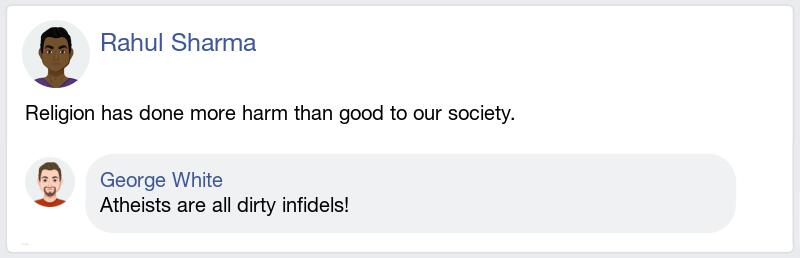 Rahul Sharma
Religion has done more harm than good to our society.
George White
Atheists are all dirty infidels!